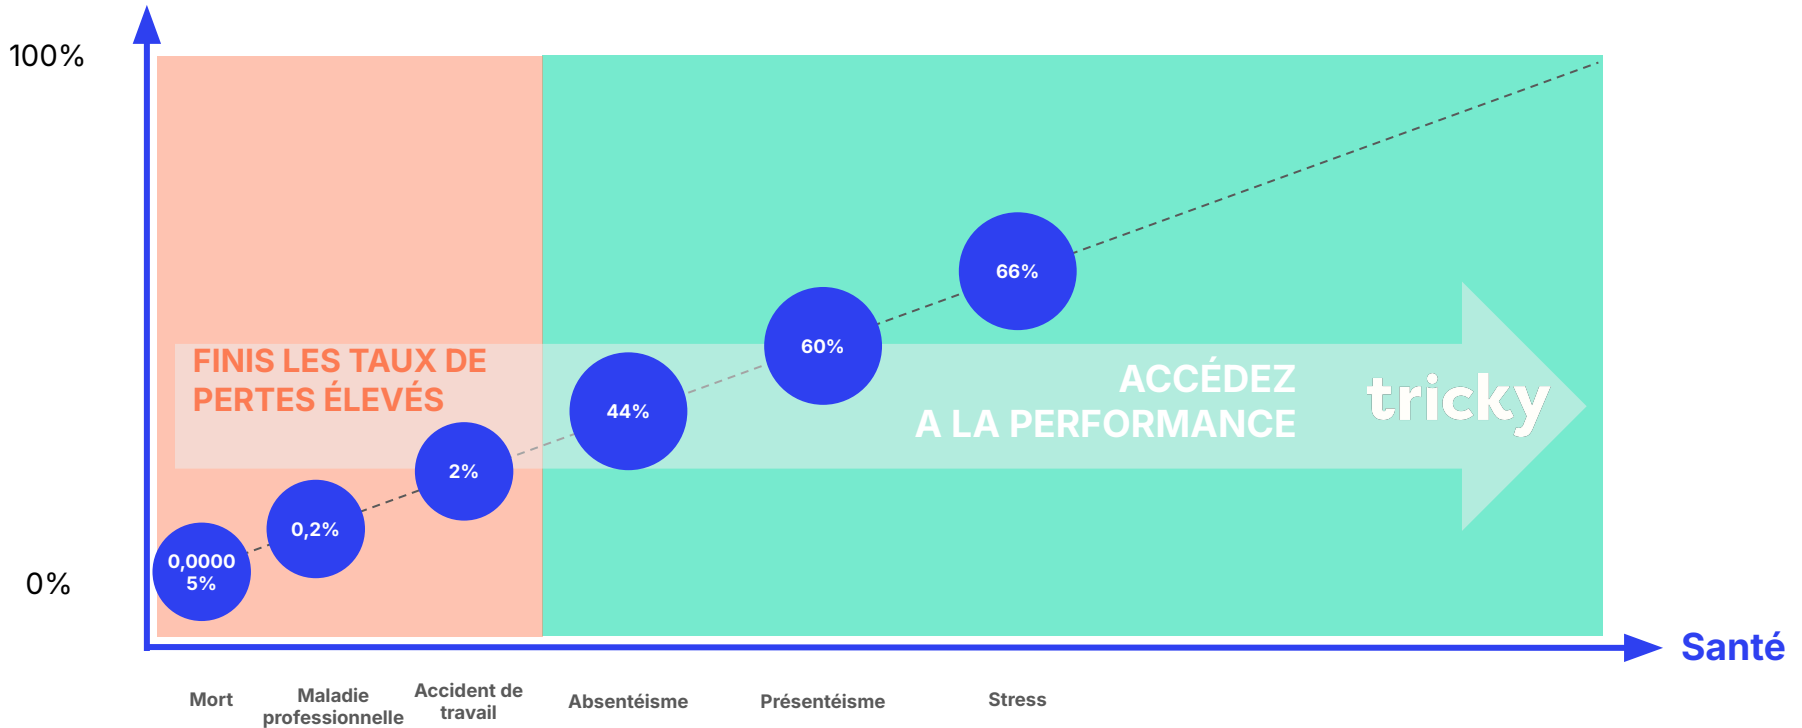 100%
0%
FINIS LES TAUX DE
PERTES ÉLEVÉS
0,0000
5%
0,2%
2%
44%
60%
66%
ACCÉDEZ
A LA PERFORMANCE
tricky
Santé
Mort
Maladie
professionnelle
Accident de
travail
Absentéisme
Présentéisme
Stress